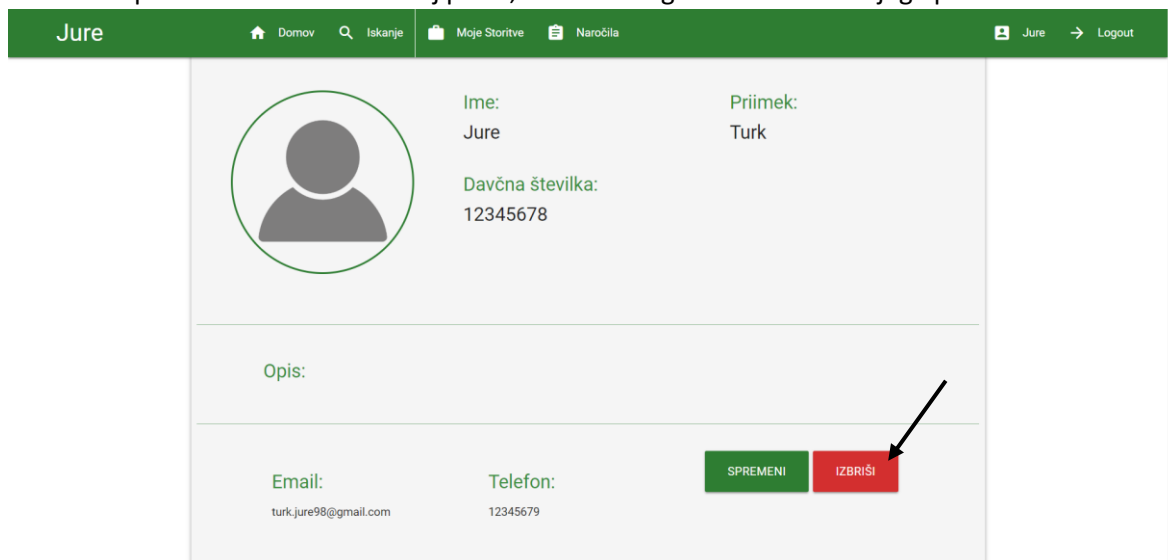 Jure Domov Iskanje Moje Storitve Naročila Jure Logout
Ime: Priimek:
Jure Turk
Davčna številka:
12345678
Opis:
SPREMENI IZBRIŠI
Email: Telefon:
turk.jure98@gmail.com 12345679